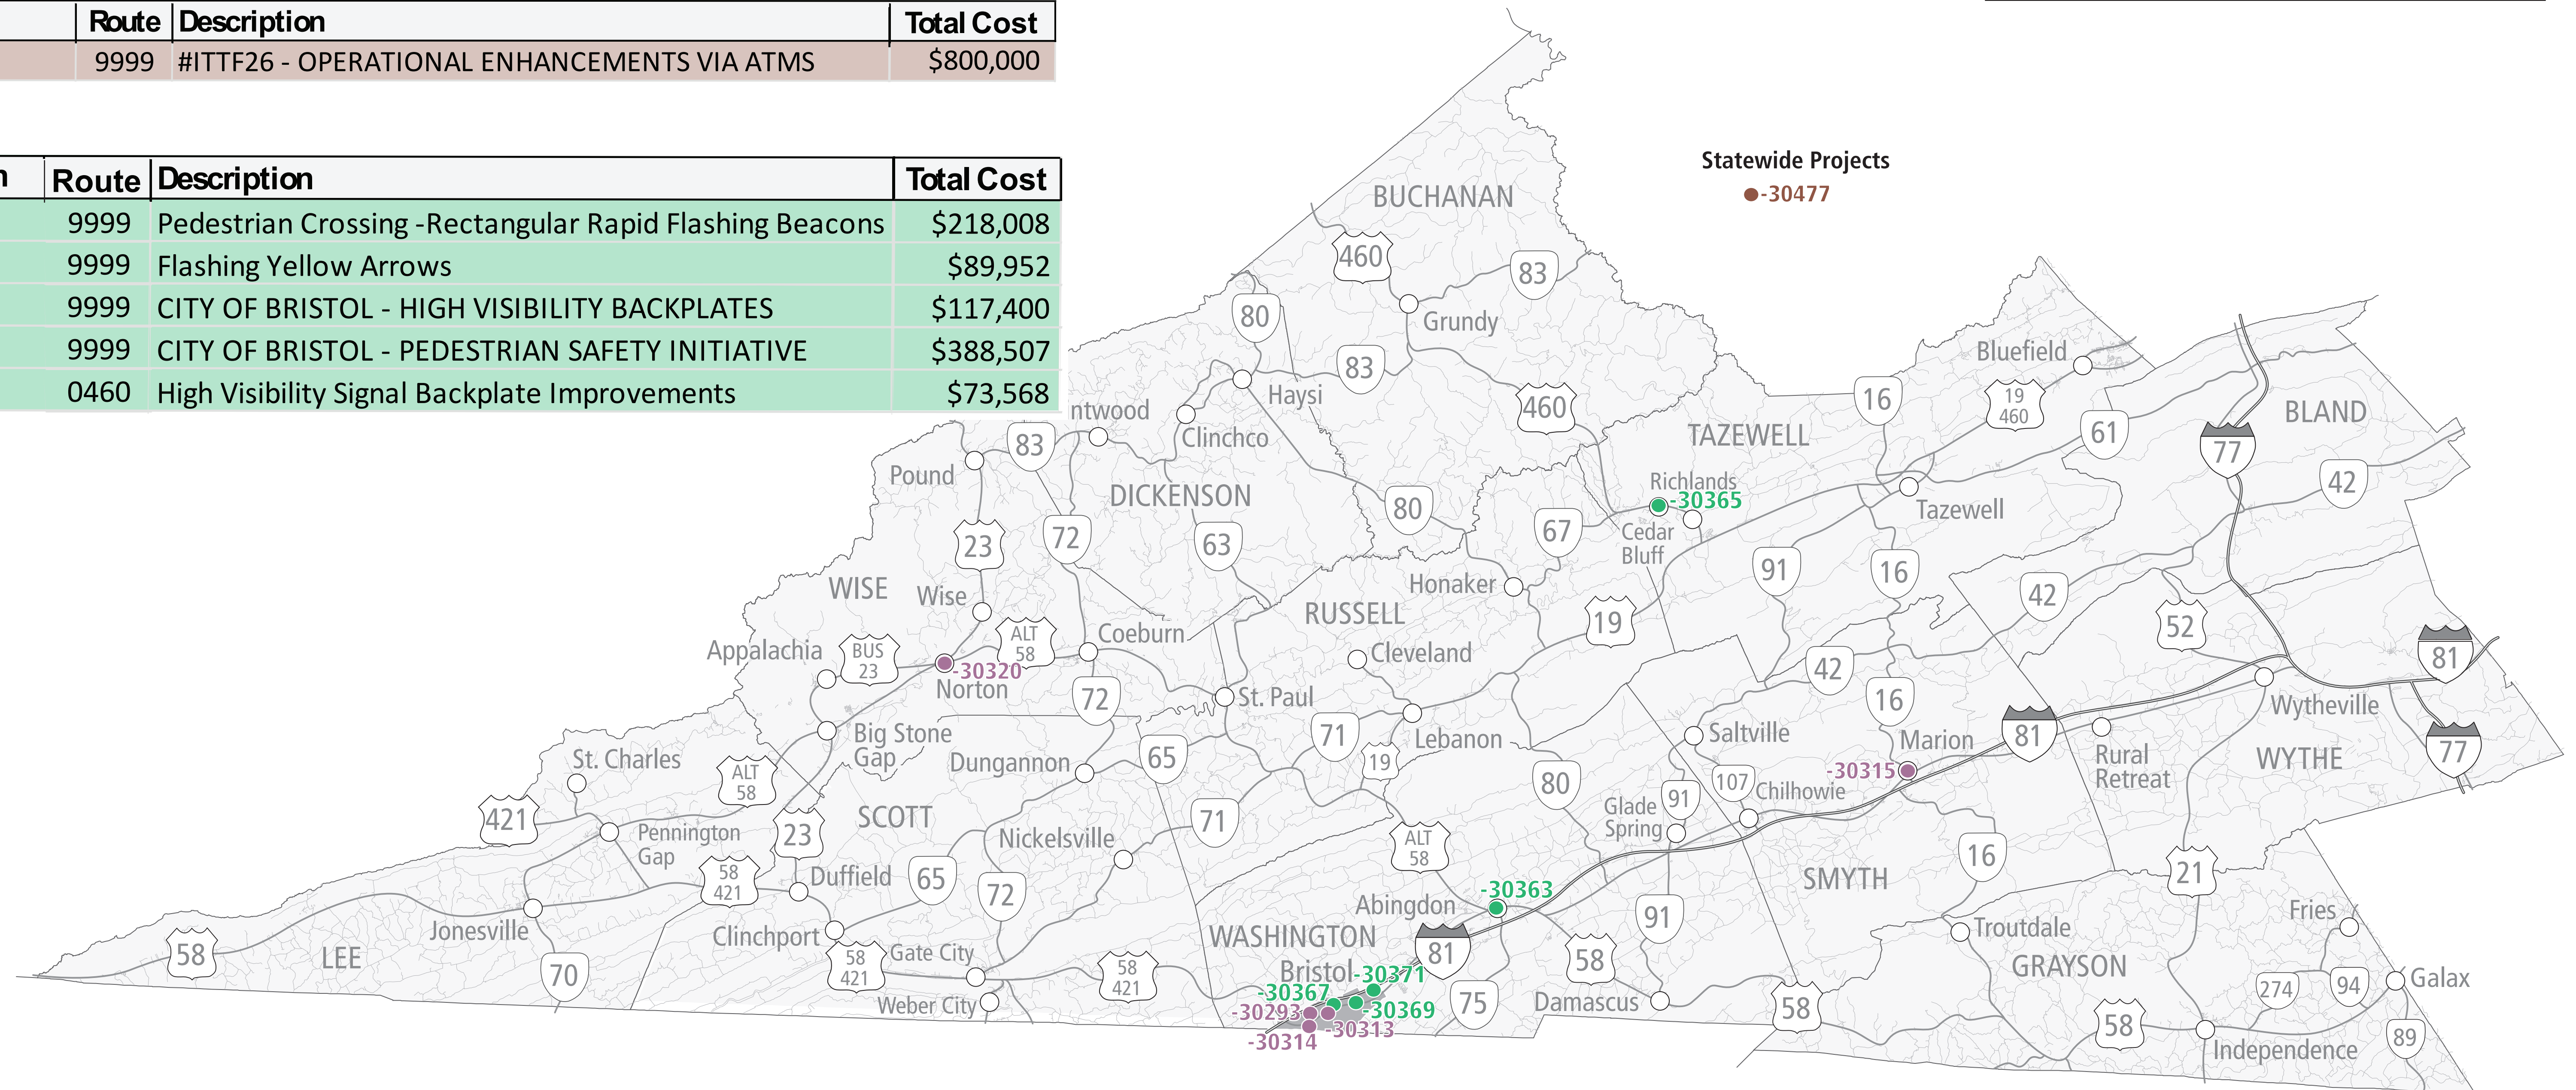 Route Description Total Cost
9999 #ITTF26 - OPERATIONAL ENHANCEMENTS VIA ATMS $800,000
n Route Description Total Cost
9999 Pedestrian Crossing -Rectangular Rapid Flashing Beacons $218,008
9999 Flashing Yellow Arrows $89,952
9999 CITY OF BRISTOL - HIGH VISIBILITY BACKPLATES $117,400
9999 CITY OF BRISTOL - PEDESTRIAN SAFETY INITIATIVE $388,507
0460 High Visibility Signal Backplate Improvements $73,568
Statewide Projects
-30477
BUCHANAN
460
83
80
Grundy
83
Haysi
460
Bluefield
16
19
460
61
BLAND
77
42
ntwood
Clinchco
83
Pound
DICKENSON
TAZEWELL
Richlands
-30365
Cedar
Bluff
Tazewell
80
67
23
72
63
91
16
42
WISE
Wise
Honaker
RUSSELL
19
52
81
ALT
58
Coeburn
Appalachia
BUS
23
-30320
Norton
Cleveland
42
72
St. Paul
16
Wytheville
Big Stone
Gap
71
Lebanon
Saltville
Marion
81
Rural
Retreat
WYTHE
77
St. Charles
ALT
58
Dungannon
65
19
80
91
107
Chilhowie
-30315
421
Pennington
Gap
23
SCOTT
Nickelsville
71
Glade
Spring
ALT
58
16
58
421
Duffield
65
72
SMYTH
21
-30363
Abingdon
Jonesville
Clinchport
WASHINGTON
91
Troutdale
Fries
58
LEE
70
58
421
Gate City
58
421
Bristol
-30371
81
58
GRAYSON
Galax
Weber City
-30367
-30293
-30369
-30313
-30314
75
Damascus
58
58
274
94
89
Independence